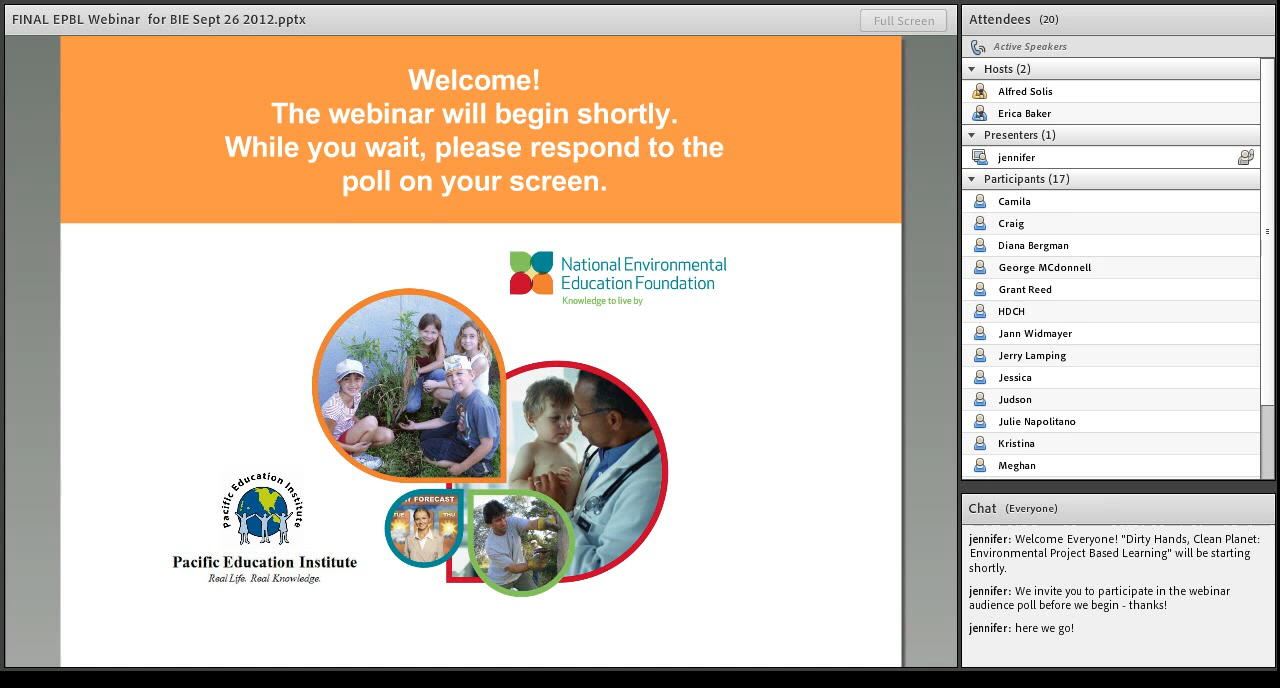 FINAL EPBL Webinar  for BIE Sept 26 2012.pptx
Full Screen
Welcome!
The webinar will begin shortly.
While you wait, please respond to the
poll on your screen.
National Environmental
Education Foundation
Knowledge to live by
FORECAST
TUE THU
Pacific Education Institute
Pacific Education Institute
Real Life. Real Knowledge.
Attendees (20)
Active Speakers
Hosts (2)
Alfred Solis
Erica Baker
Presenters (1)
jennifer
Participants (17)
Camila
Craig
Diana Bergman
George MCdonnell
Grant Reed
HDCH
Jann Widmayer
Jerry Lamping
Jessica
Judson
Julie Napolitano
Kristina
Meghan
Chat (Everyone)
jennifer: Welcome Everyone! "Dirty Hands, Clean Planet:
Environmental Project Based Learning" will be starting
shortly.
jennifer: We invite you to participate in the webinar
audience poll before we begin - thanks!
jennifer: here we go!